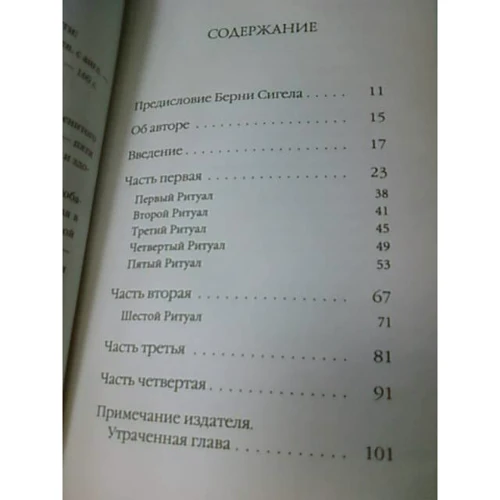 СОДЕРЖАНИЕ
Предисловие Берни Сигела . . . . . . 11
Об авторе . . . . . . . . . . . . . . . . . . 15
Введение . . . . . . . . . . . . . . . . . . . 17
Часть первая . . . . . . . . . . . . . . . . 23
Первый Ритуал 38
Второй Ритуал 41
Третий Ритуал 45
Четвертый Ритуал 49
Пятый Ритуал 53
Часть вторая . . . . . . . . . . . . . . . . 67
Шестой Ритуал 71
Часть третья . . . . . . . . . . . . . . . . 81
Часть четвертая . . . . . . . . . . . . . 91
Примечание издателя.
Утраченная глава . . . . . . . . . . . . 101